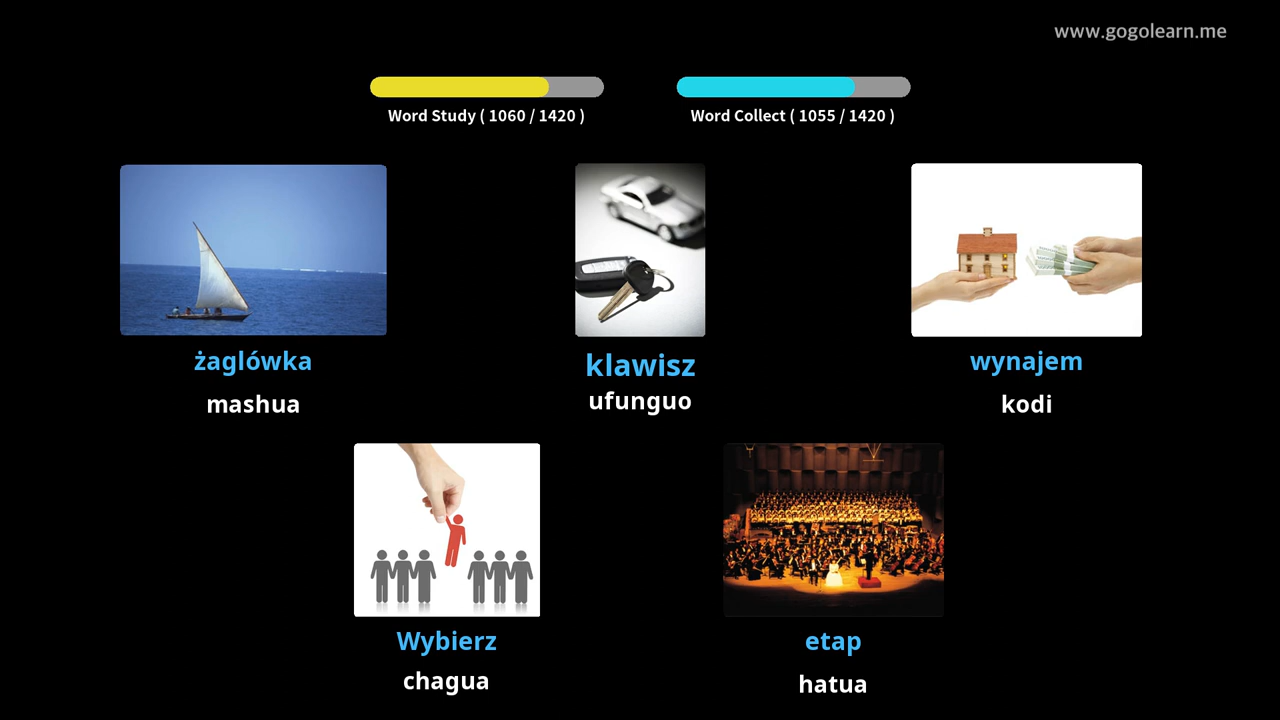 www.gogolearn.me
Word Study ( 1060 / 1420 )
Word Collect ( 1055 / 1420 )
żaglówka
mashua
klawisz
ufunguo
wynajem
kodi
Wybierz
chagua
etap
hatua